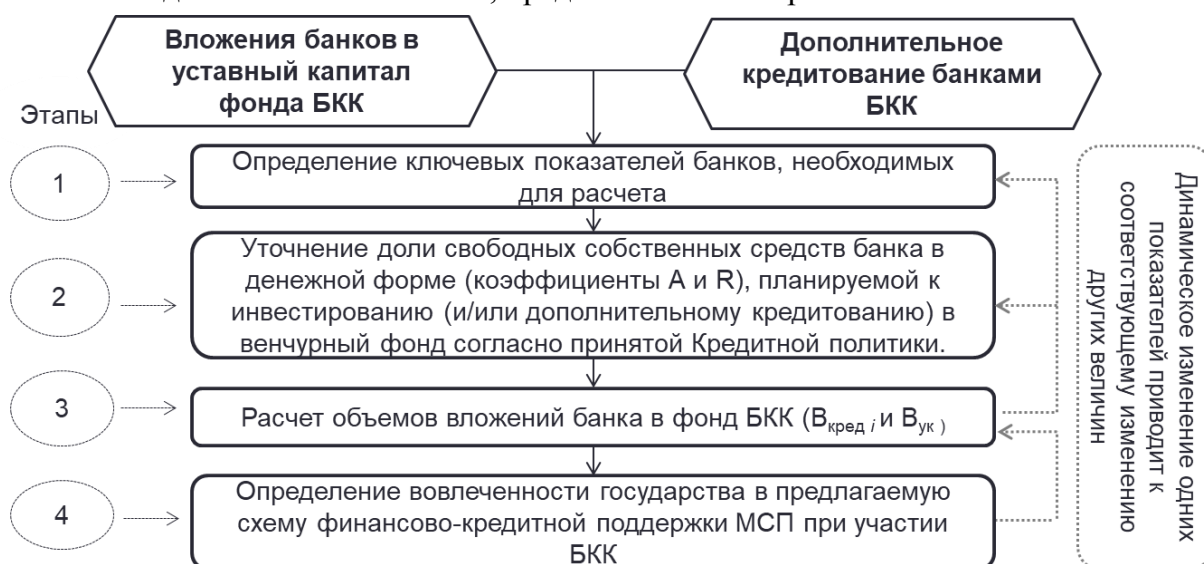 Вложения банков в
уставный капитал
фонда БКК
Дополнительное
кредитование банками
БКК
Этапы
1
Определение ключевых показателей банков, необходимых
для расчета
2
Уточнение доли свободных собственных средств банка в
денежной форме (коэффициенты А и R), планируемой к
инвестированию (и/или дополнительному кредитованию) в
венчурный фонд согласно принятой Кредитной политики.
3
Расчет объемов вложений банка в фонд БКК (Вкред i и Вук )
4
Определение вовлеченности государства в предлагаемую
схему финансово-кредитной поддержки МСП при участии
БКК
Динамическое изменение одних
показателей приводит к
соответствующему изменению
других величин